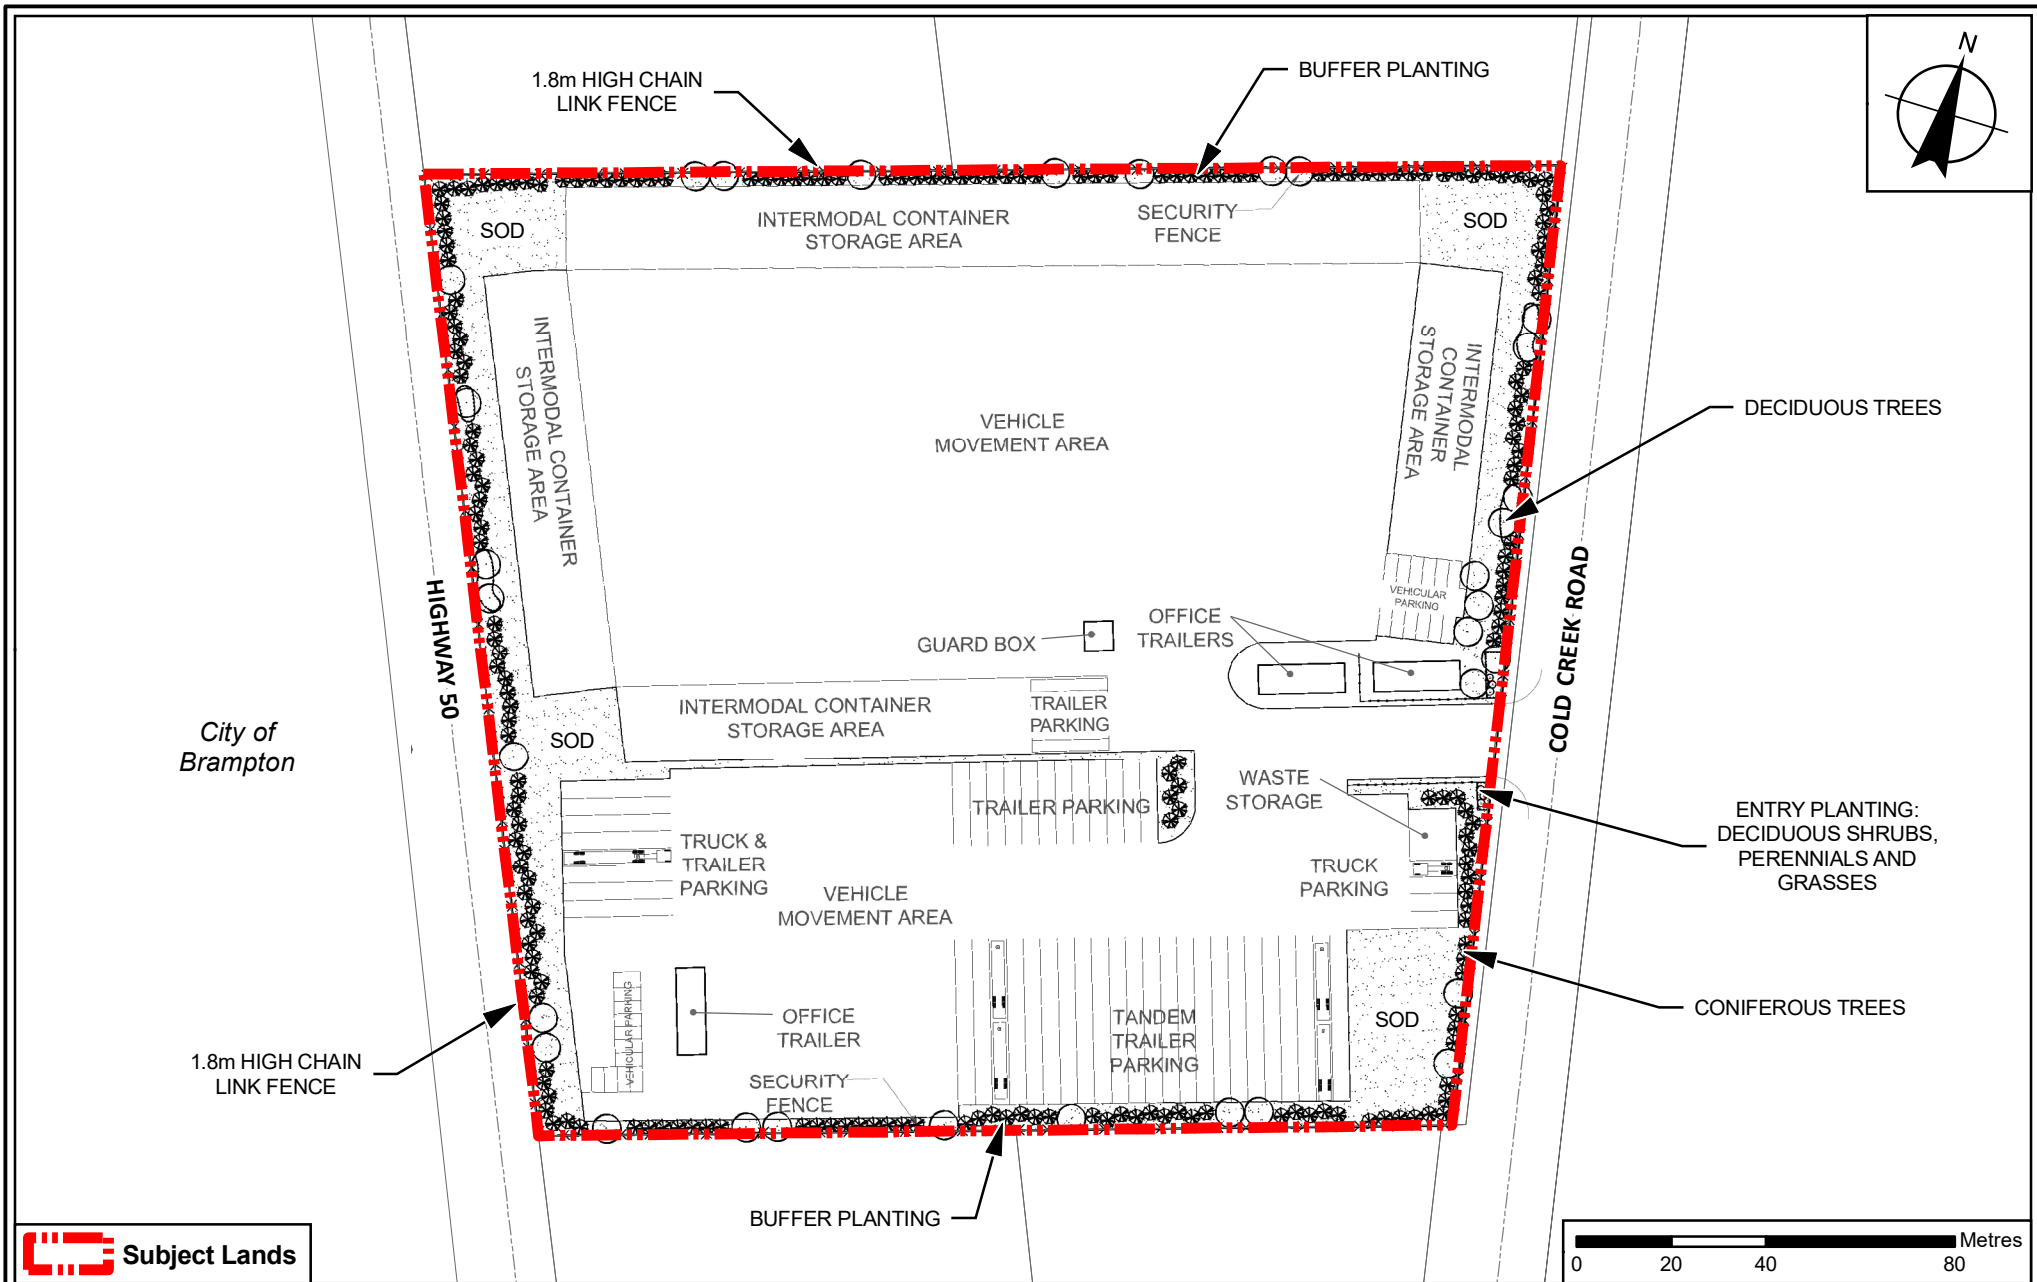 N
1.8m HIGH CHAIN
LINK FENCE
BUFFER PLANTING
SOD
INTERMODAL CONTAINER
STORAGE AREA
SECURITY
FENCE
SOD
INTERMODAL CONTAINER
STORAGE AREA
INTERMODAL
CONTAINER
STORAGE AREA
VEHICLE
MOVEMENT AREA
DECIDUOUS TREES
VEHICULAR
PARKING
HIGHWAY 50
GUARD BOX
OFFICE
TRAILERS
COLD CREEK ROAD
City of
Brampton
SOD
INTERMODAL CONTAINER
STORAGE AREA
TRAILER
PARKING
TRAILER PARKING
WASTE
STORAGE
ENTRY PLANTING:
DECIDUOUS SHRUBS,
PERENNIALS AND
GRASSES
TRUCK &
TRAILER
PARKING
VEHICLE
MOVEMENT AREA
TRUCK
PARKING
VEHICULAR PARKING
OFFICE
TRAILER
TANDEM
TRAILER
PARKING
SOD
CONIFEROUS TREES
1.8m HIGH CHAIN
LINK FENCE
SECURITY
FENCE
BUFFER PLANTING
Subject Lands
Metres
0 20 40 80